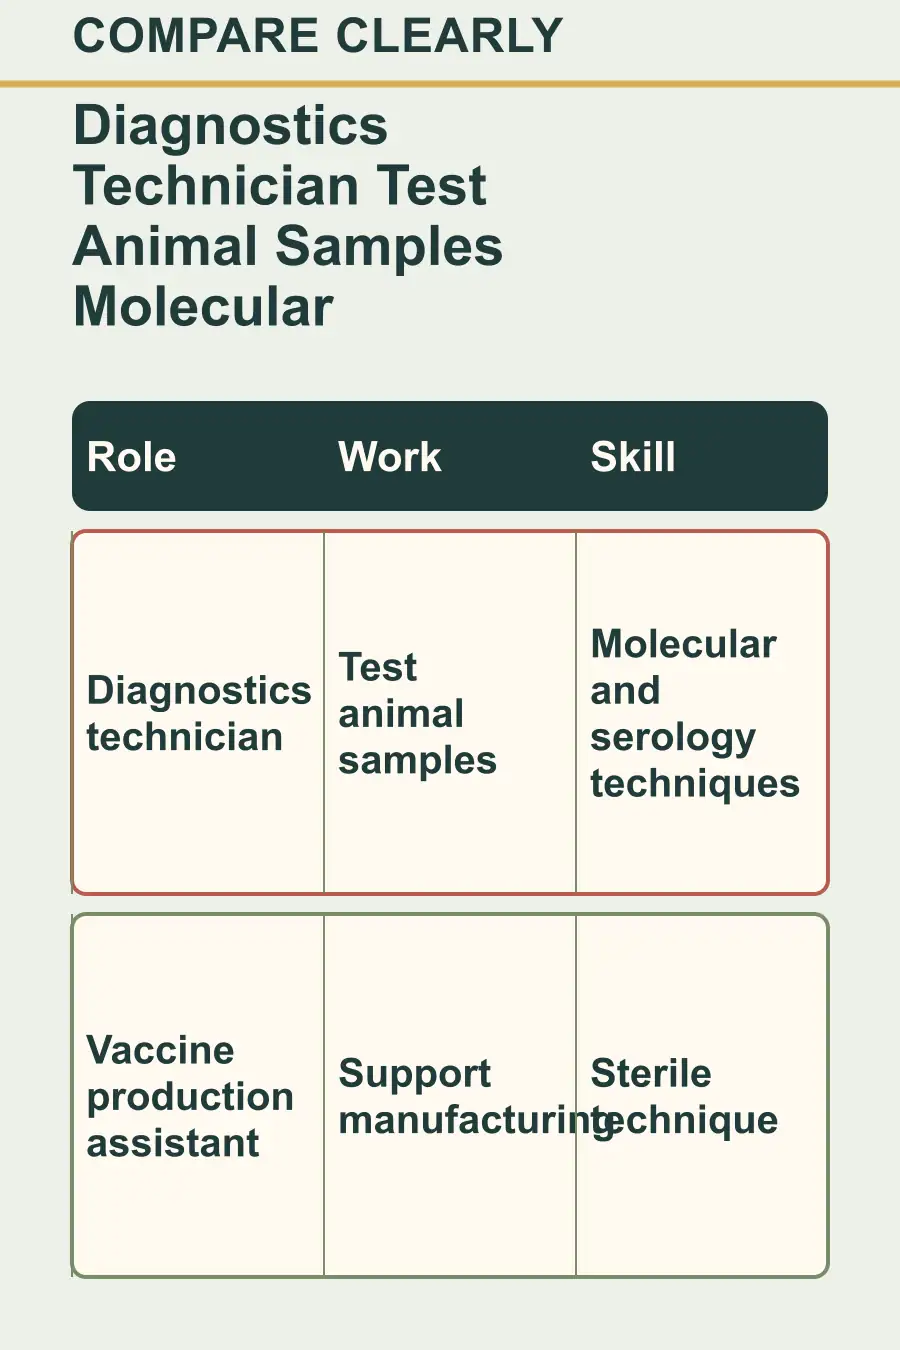 COMPARE CLEARLY
Diagnostics
Technician Test
Animal Samples
Molecular
Role Work Skill
Diagnostics
technician
Test
animal
samples
Molecular
and
serology
techniques
Vaccine
production
assistant
Support
manufacturing
Sterile
technique